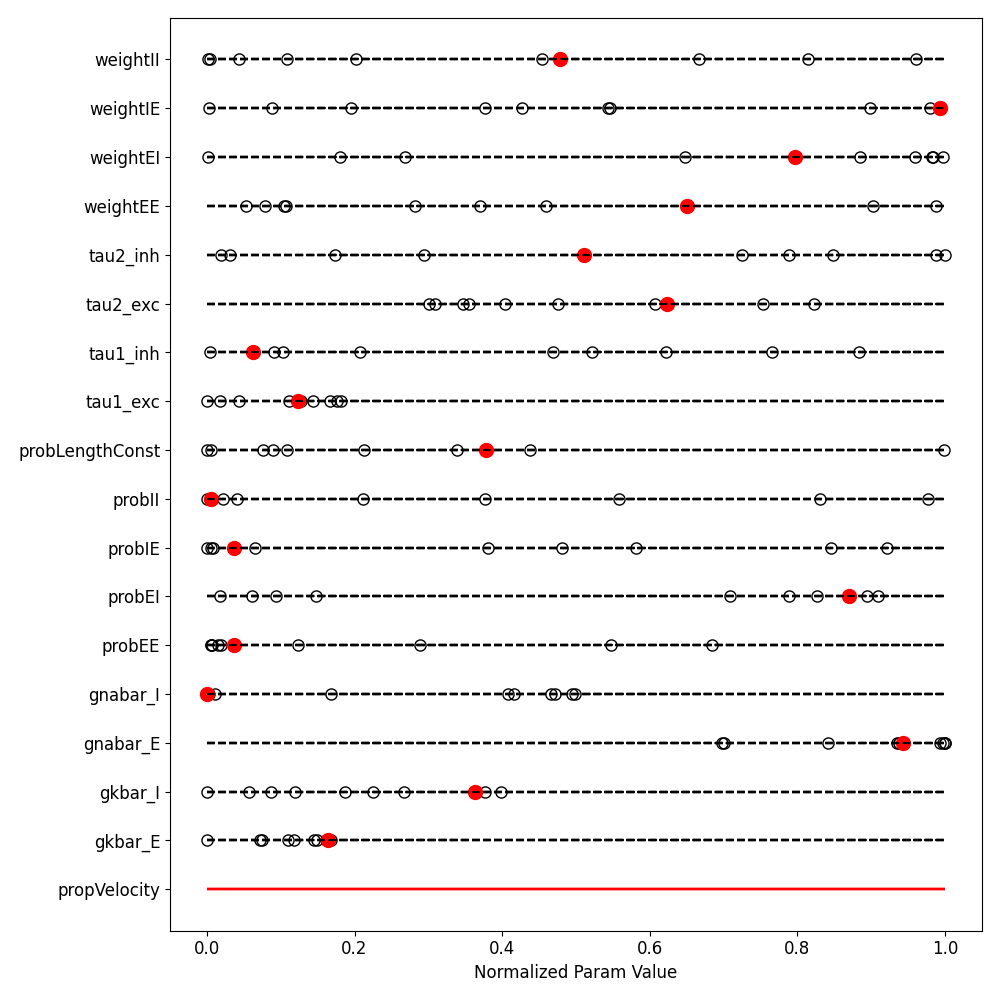 weightII
weightIE
weightEI
weightEE
tau2_inh
tau2_exc
tau1_inh
tau1_exc
probLengthConst
probII
probIE
probEI
probEE
gnabar_I
gnabar_E
gkbar_I
gkbar_E
propVelocity
0.0 0.2 0.4 0.6 0.8 1.0
Normalized Param Value